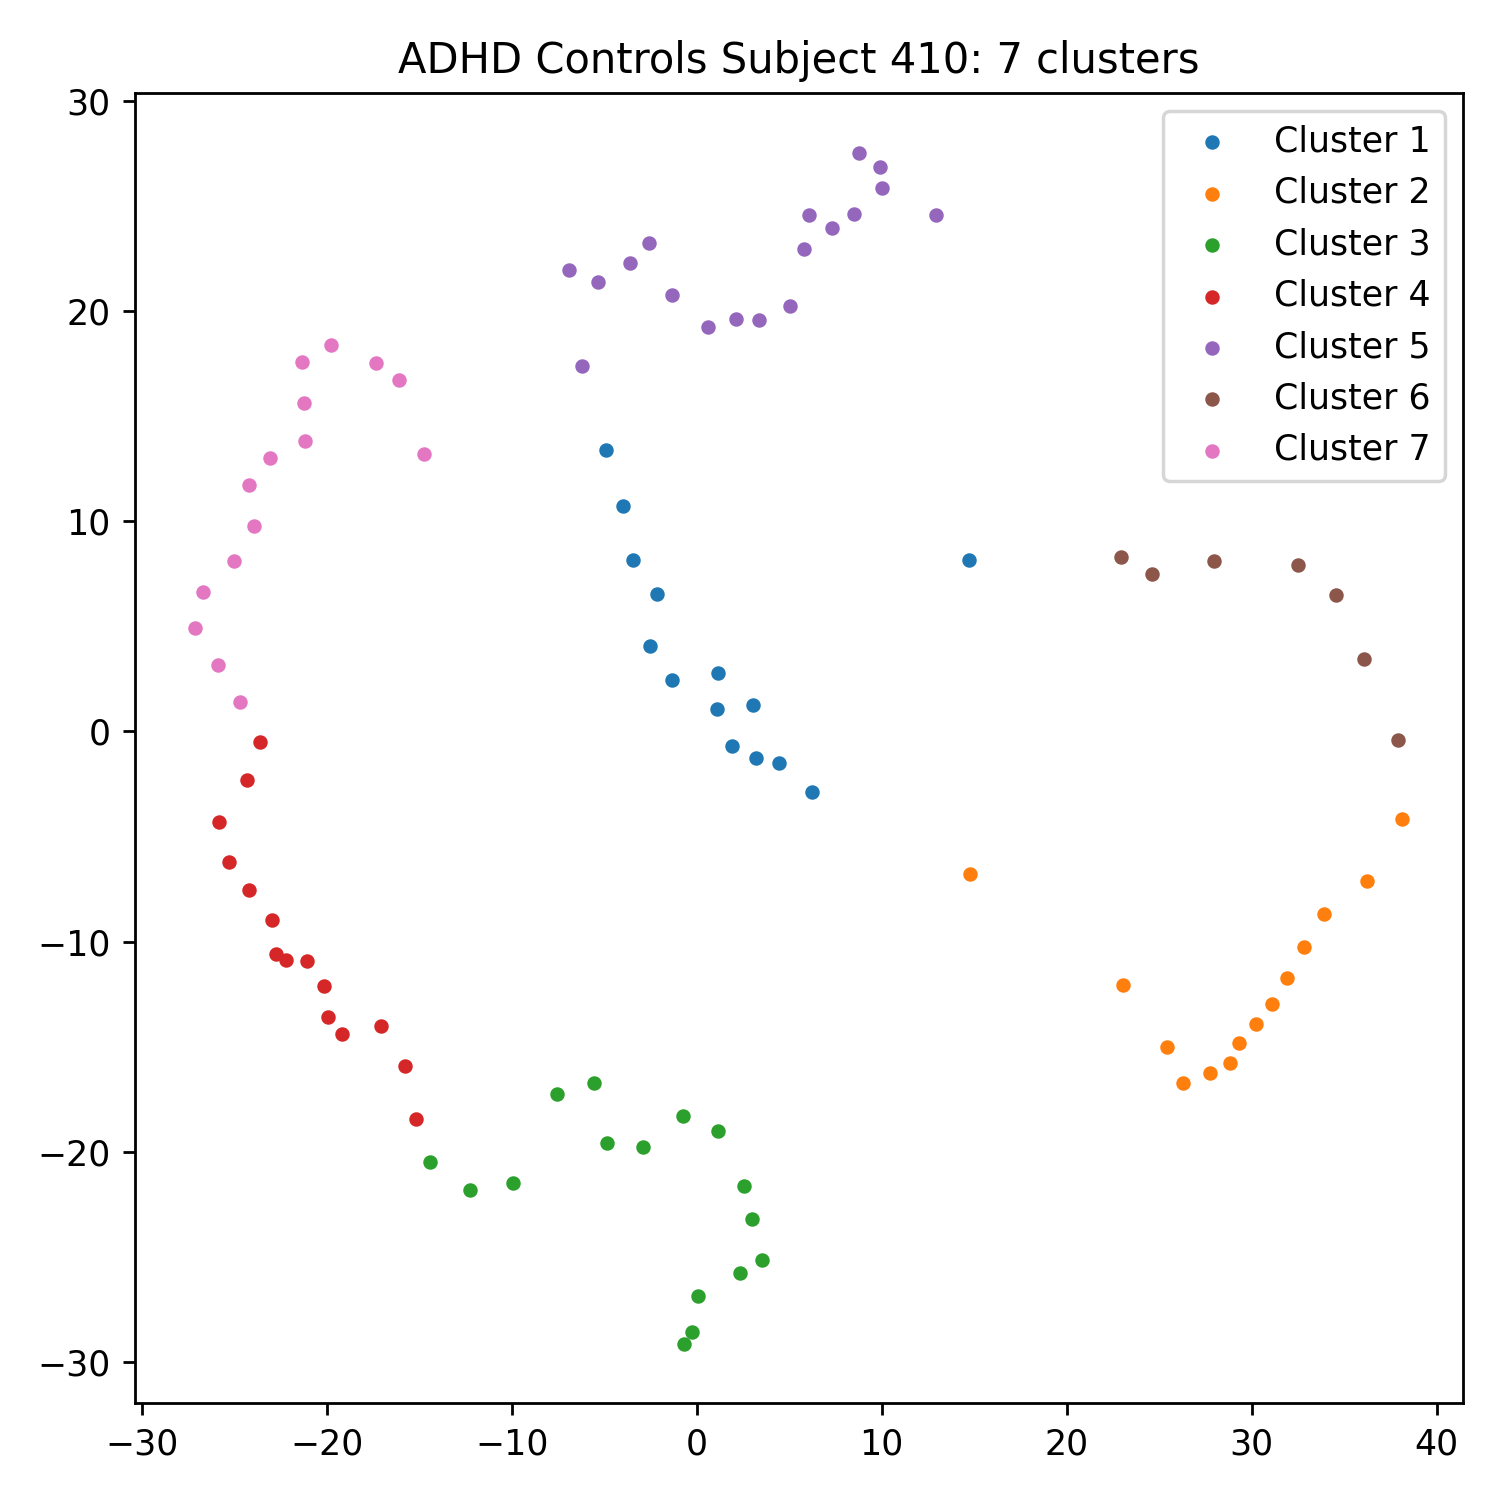 ADHD Controls Subject 410: 7 clusters
30
20
10
0
−10
−20
−30
−30 −20 −10 0 10 20 30 40
Cluster 1
Cluster 2
Cluster 3
Cluster 4
Cluster 5
Cluster 6
Cluster 7